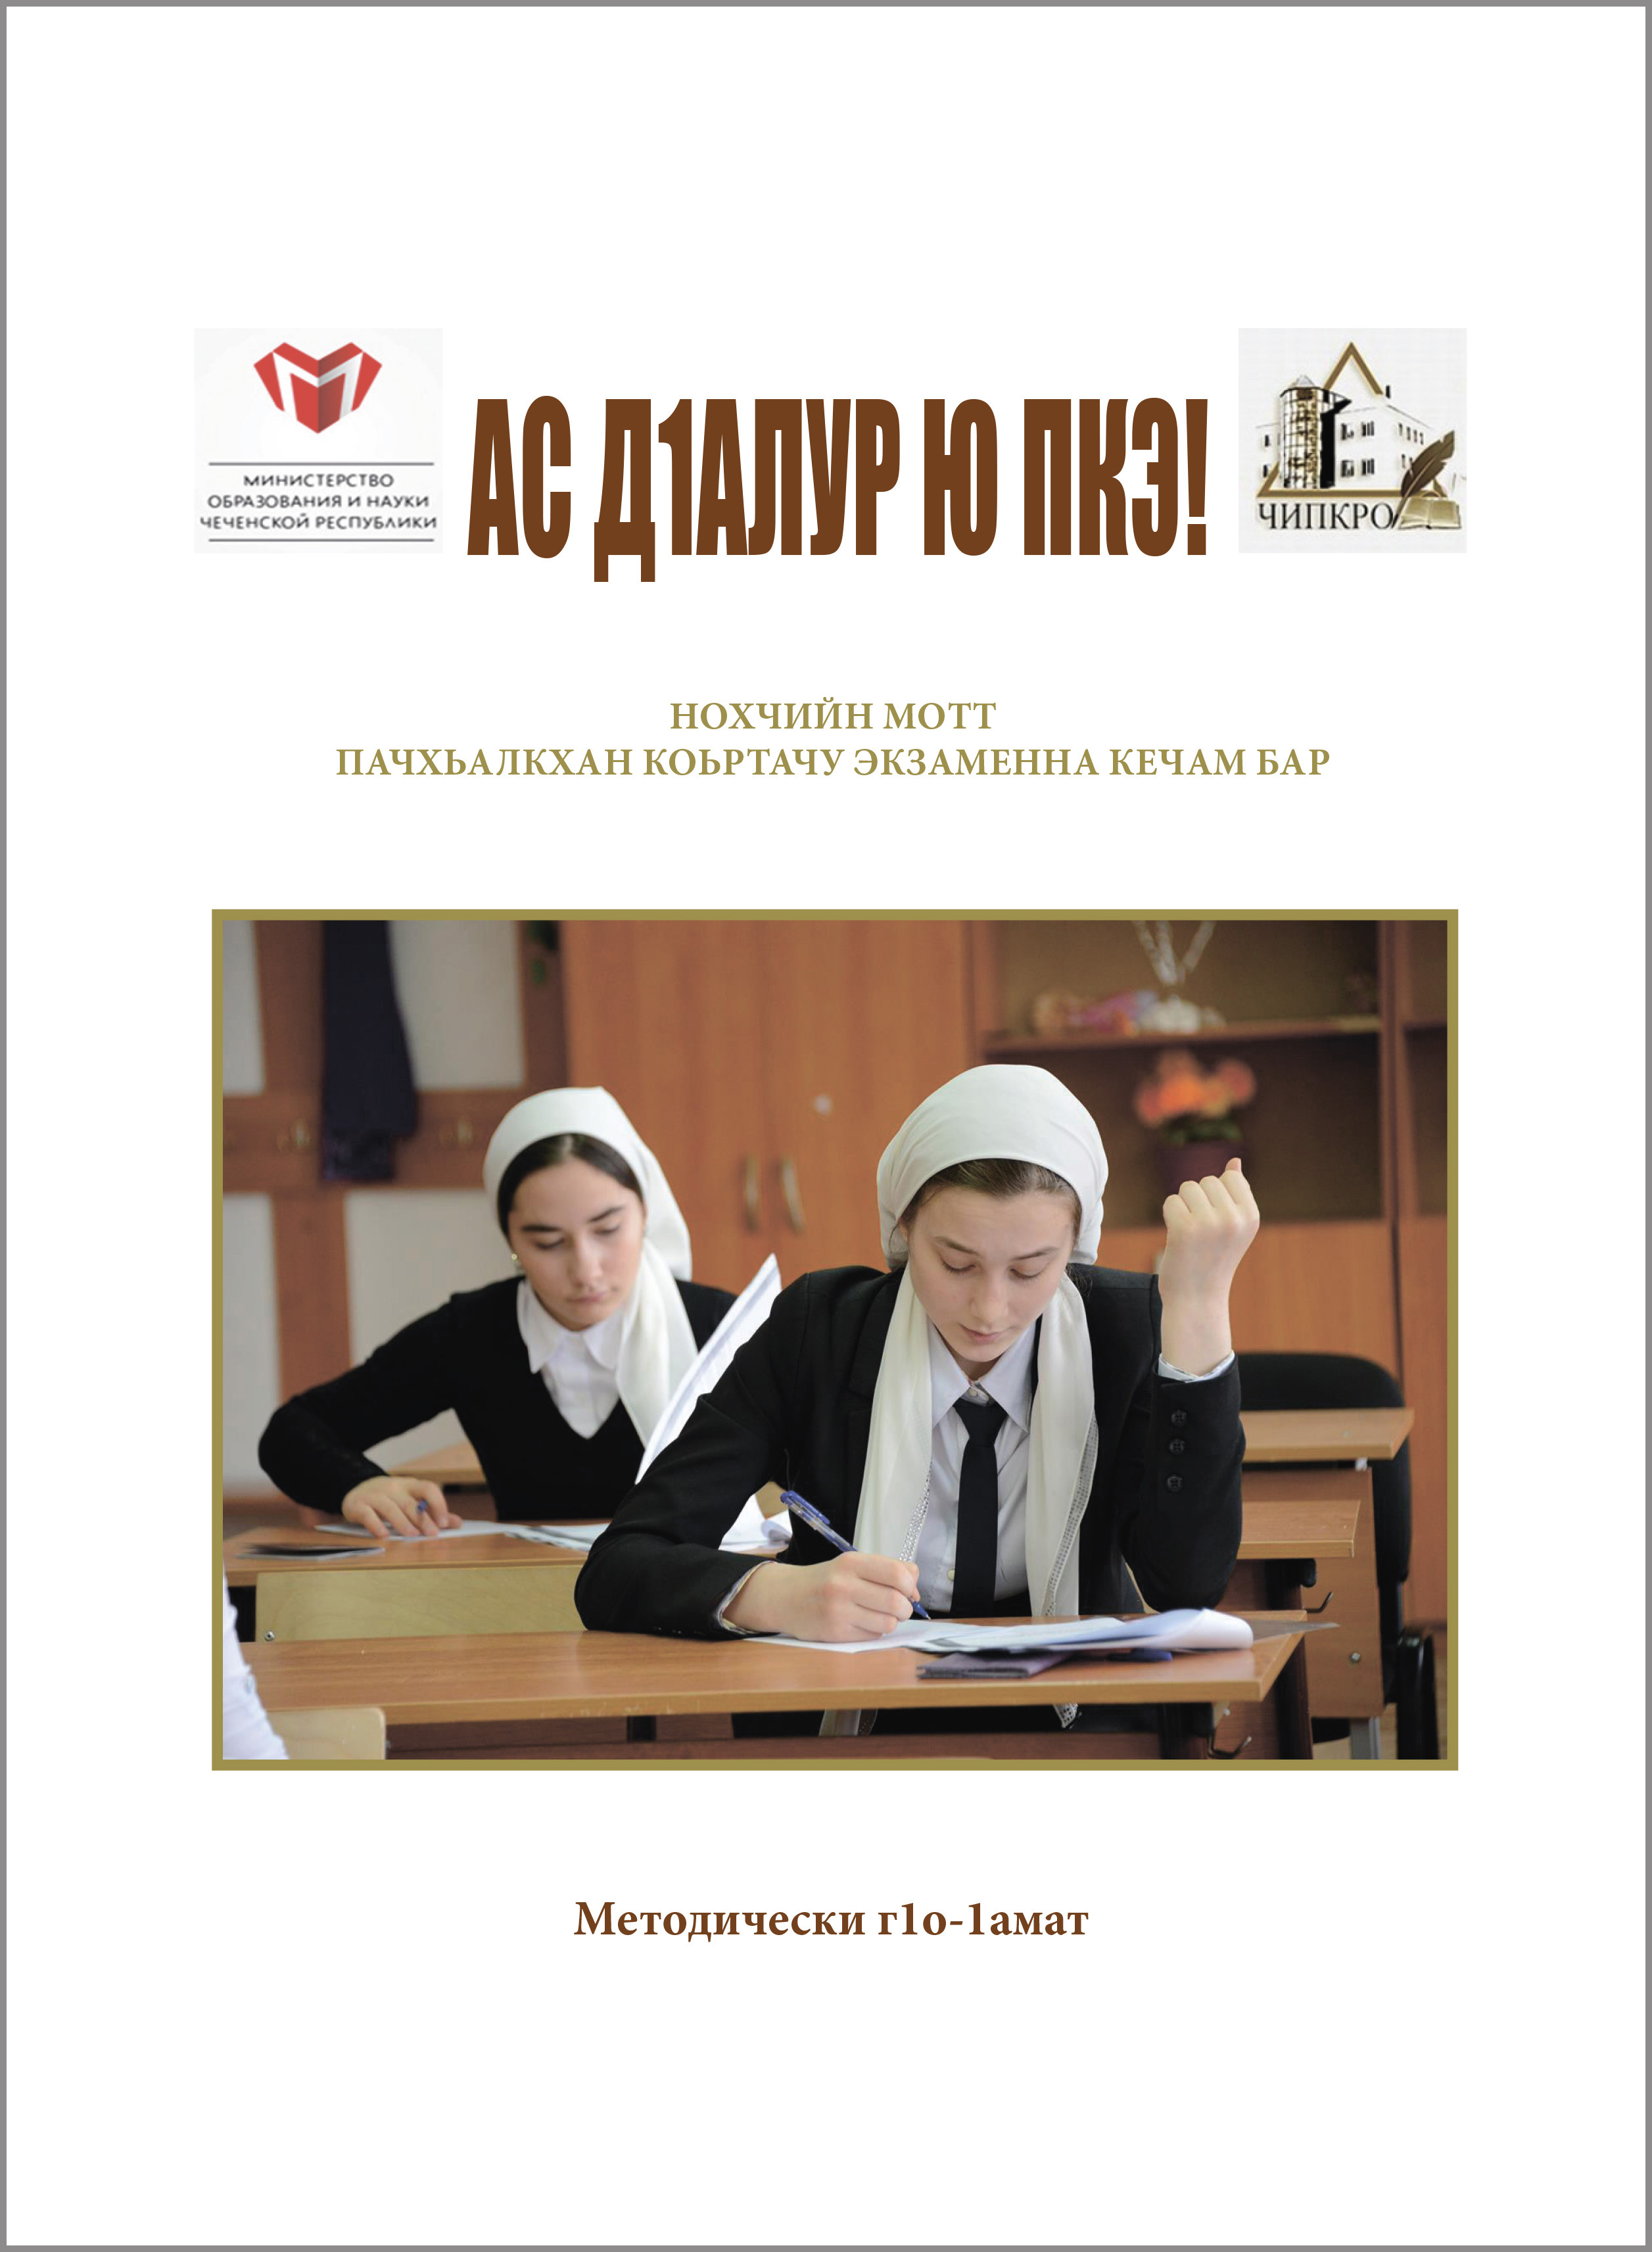 МИНИСТЕРСТВО
ОБРАЗОВАНИЯ И НАУКИ
ЧЕЧЕНСКОЙ РЕСПУБЛИКИ
АС Д1АЛУР Ю ПКЭ!
ЧИПКРО
НОХЧИЙН МОТТ
ПАЧХЬАЛКХАН КОЬРТАЧУ ЭКЗАМЕННА КЕЧАМ БАР
Методически г1о-1амат